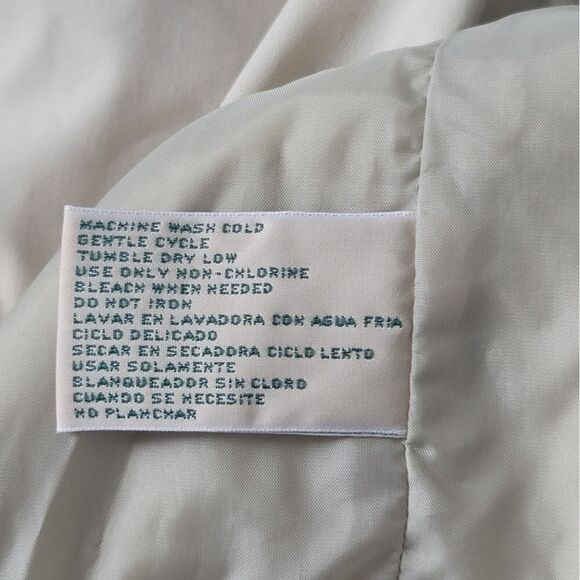 MACHINE WASH COLD
GENTLE CYCLE
TUMBLE DRY LOW
USE ONLY NON-CHLORINE
BLEACH WHEN NEEDED
DO NOT IRON
LAVAR EN LAVADORA CON AGUA FRIA
CICLO DELICADO
SECAR EN SECADORA CICLO LENTO
USAR SOLAMENTE
BLANQUEADOR SIN CLORO
CUANDO SE NECESITE
NO PLANCHAR